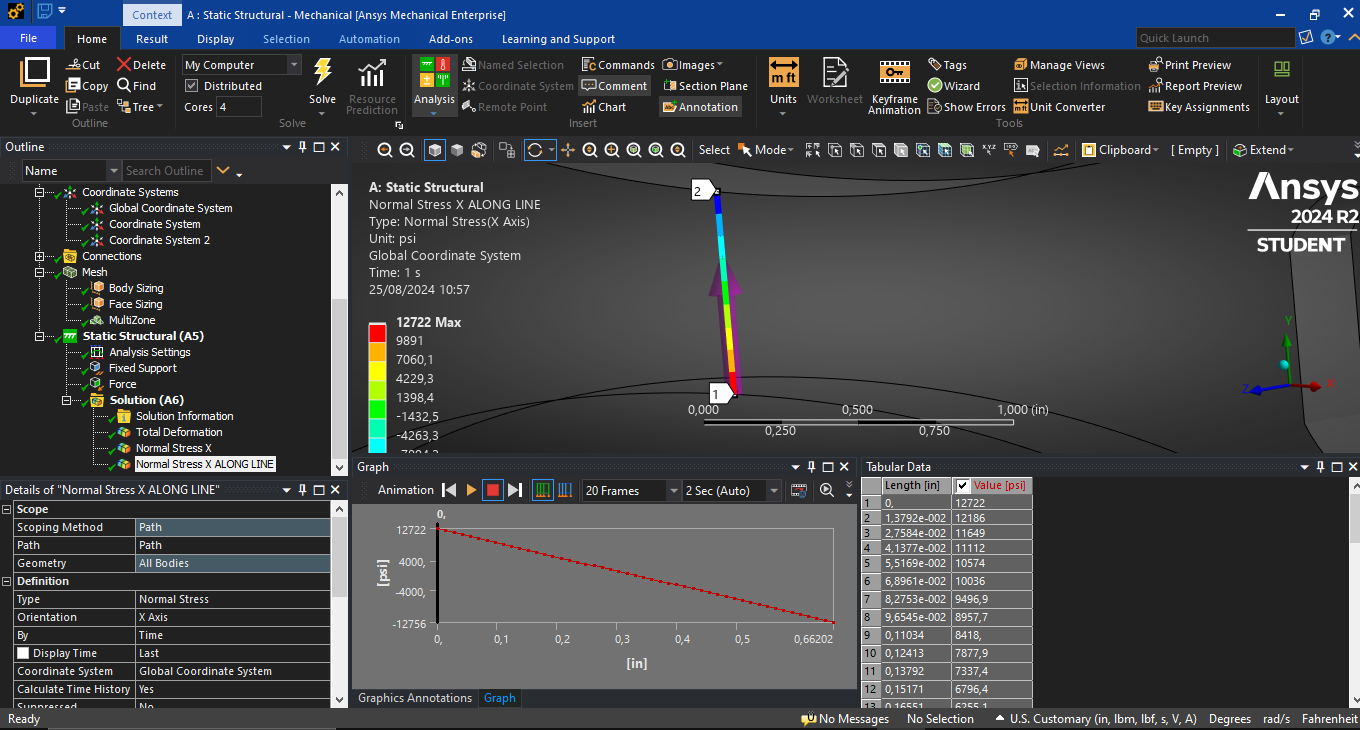 Context A : Static Structural - Mechanical [Ansys Mechanical Enterprise]
File Home Result Display Selection Automation Add-ons Learning and Support Quick Launch
Duplicate
Cut
Copy
Paste
Delete
Find
Tree
Outline
My Computer
Distributed
Cores 4
Solve
Resource
Prediction
Solve
Analysis
Named Selection
Coordinate System
Remote Point
Commands
Comment
Chart
Images
Section Plane
Annotation
Insert
m ft
Units
Worksheet
Keyframe
Animation
Tags
Wizard
Show Errors
Manage Views
Selection Information
Unit Converter
Print Preview
Report Preview
Key Assignments
Tools
Layout
Outline
Name Search Outline
Select Mode Clipboard [ Empty ] Extend
Coordinate Systems
Global Coordinate System
Coordinate System
Coordinate System 2
Connections
Mesh
Body Sizing
Face Sizing
MultiZone
Static Structural (A5)
Analysis Settings
Fixed Support
Force
Solution (A6)
Solution Information
Total Deformation
Normal Stress X
Normal Stress X ALONG LINE
A: Static Structural
Normal Stress X ALONG LINE
Type: Normal Stress(X Axis)
Unit: psi
Global Coordinate System
Time: 1 s
25/08/2024 10:57
12722 Max
9891
7060,1
4229,3
1398,4
-1432,5
-4263,3
2
1
0,000 0,500 1,000 (in)
0,250 0,750
Ansys
2024 R2
STUDENT
Y
Z X
Details of "Normal Stress X ALONG LINE"
Scope
Scoping Method Path
Path Path
Geometry All Bodies
Definition
Type Normal Stress
Orientation X Axis
By Time
Display Time Last
Coordinate System Global Coordinate System
Calculate Time History Yes
Suppressed No
Graph
Animation 20 Frames 2 Sec (Auto)
0,
12722
4000,
-4000,
-12756
[psi]
0, 0,1 0,2 0,3 0,4 0,5 0,66202
[in]
Graphics Annotations Graph
Tabular Data
Length [in] Value [psi]
1 0, 12722
2 1,3792e-002 12186
3 2,7584e-002 11649
4 4,1377e-002 11112
5 5,5169e-002 10574
6 6,8961e-002 10036
7 8,2753e-002 9496,9
8 9,6545e-002 8957,7
9 0,11034 8418,
10 0,12413 7877,9
11 0,13792 7337,4
12 0,15171 6796,4
13 0,16551 6255,1
Ready No Messages No Selection U.S. Customary (in, lbm, lbf, s, V, A) Degrees rad/s Fahrenheit